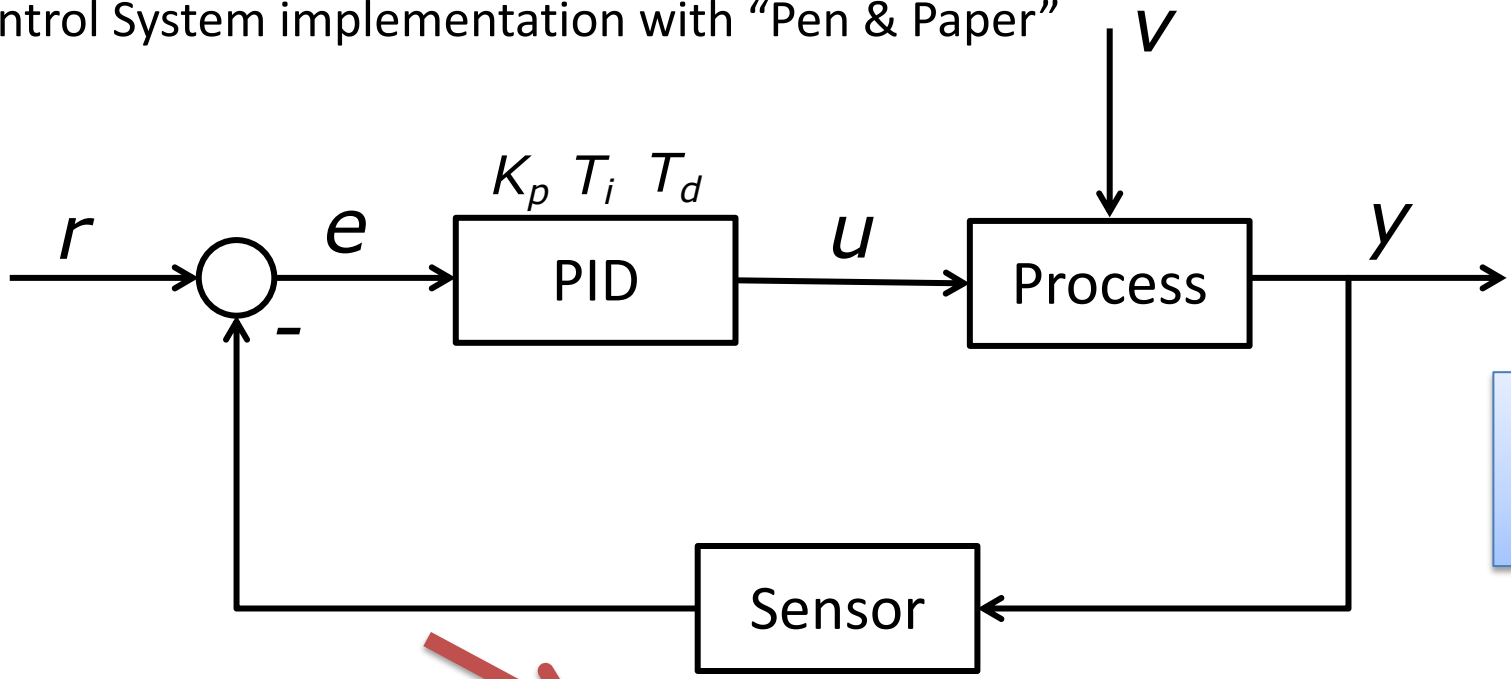 ntrol System implementation with “Pen & Paper”
v
Kp Ti Td
r
e
PID
u
Process
y
-
Sensor